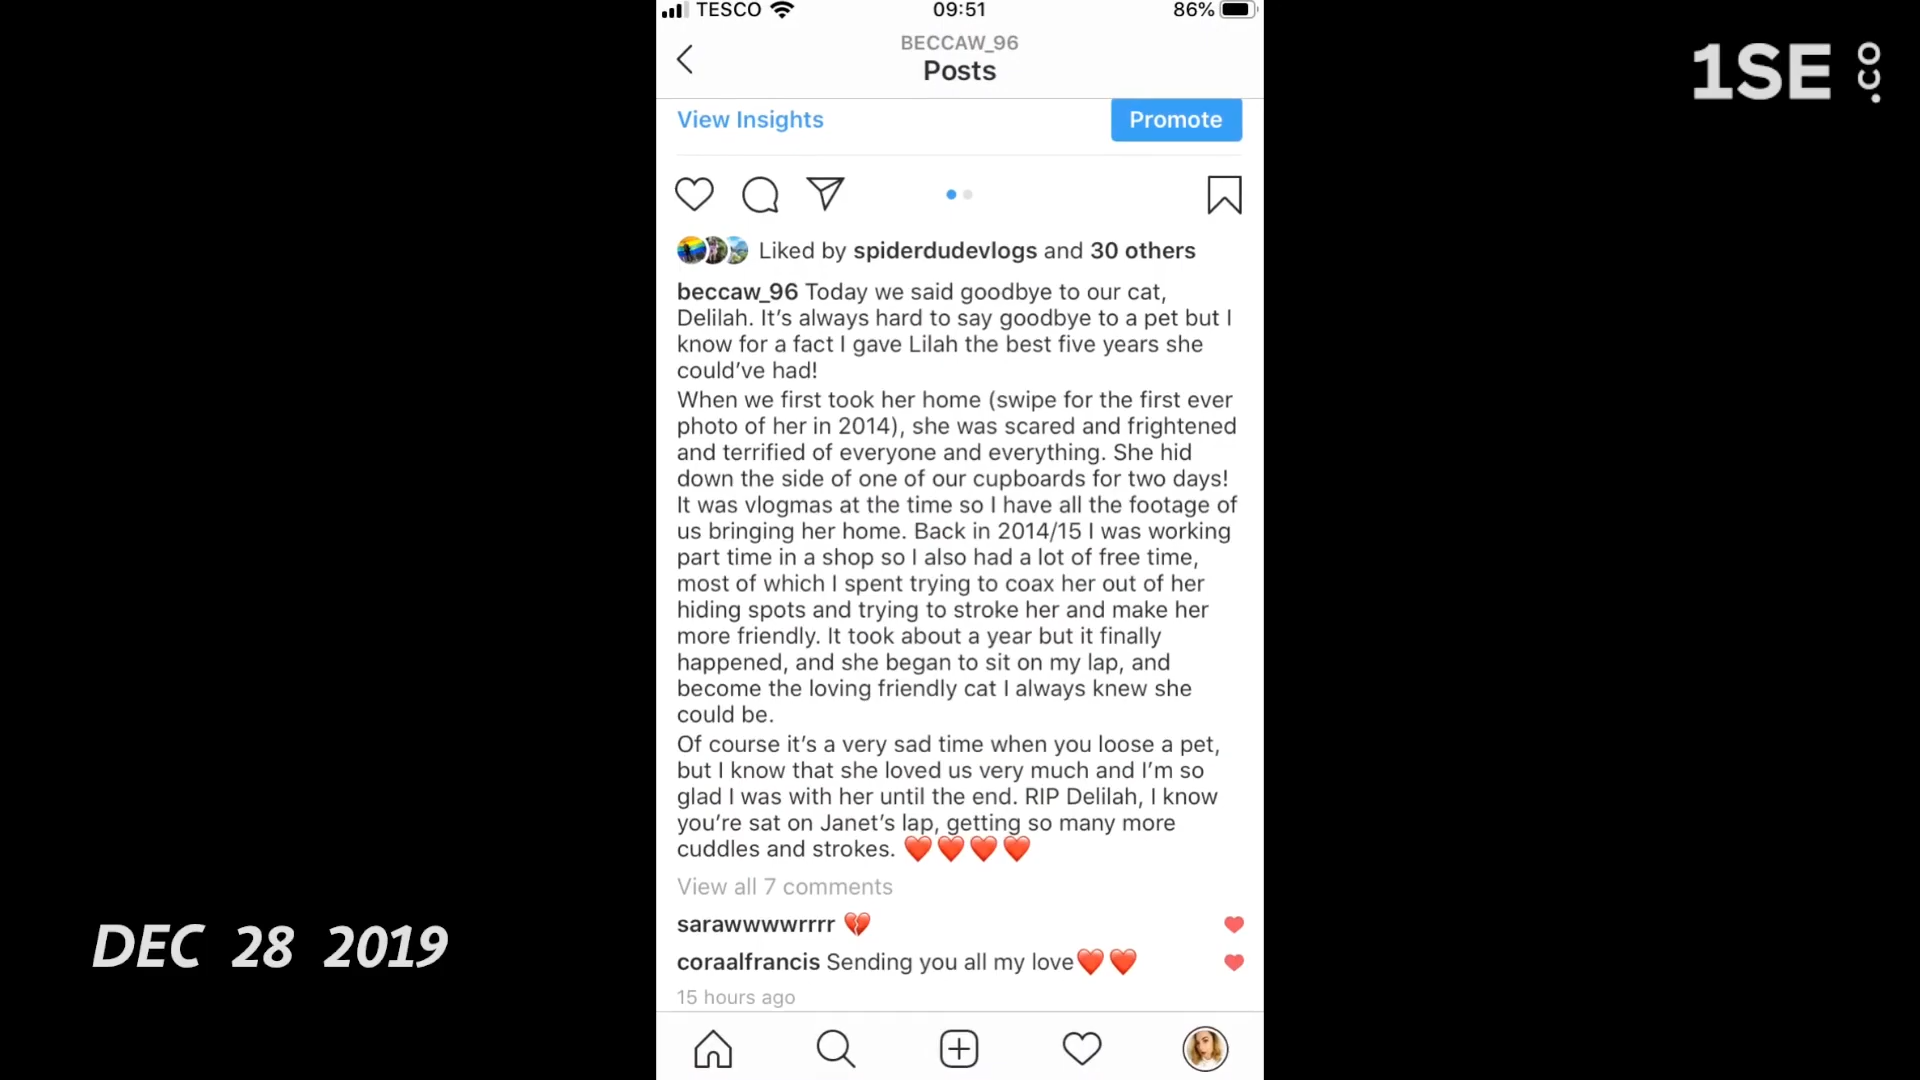 TESCO
09:51
86%
1SE.co
BECCAW_96
Posts
View Insights
Promote
Liked by spiderdudevlogs and 30 others
beccaw_96 Today we said goodbye to our cat,
Delilah. It's always hard to say goodbye to a pet but I
know for a fact I gave Lilah the best five years she
could've had!
When we first took her home (swipe for the first ever
photo of her in 2014), she was scared and frightened
and terrified of everyone and everything. She hid
down the side of one of our cupboards for two days!
It was vlogmas at the time so I have all the footage of
us bringing her home. Back in 2014/15 I was working
part time in a shop so I also had a lot of free time,
most of which I spent trying to coax her out of her
hiding spots and trying to stroke her and make her
more friendly. It took about a year but it finally
happened, and she began to sit on my lap, and
become the loving friendly cat I always knew she
could be.
Of course it's a very sad time when you loose a pet,
but I know that she loved us very much and I'm so
glad I was with her until the end. RIP Delilah, I know
you're sat on Janet's lap, getting so many more
cuddles and strokes. ❤️❤️❤️❤️
View all 7 comments
sarawwwwrrrr 💔
coraalfrancis Sending you all my love❤️❤️
15 hours ago
DEC 28 2019